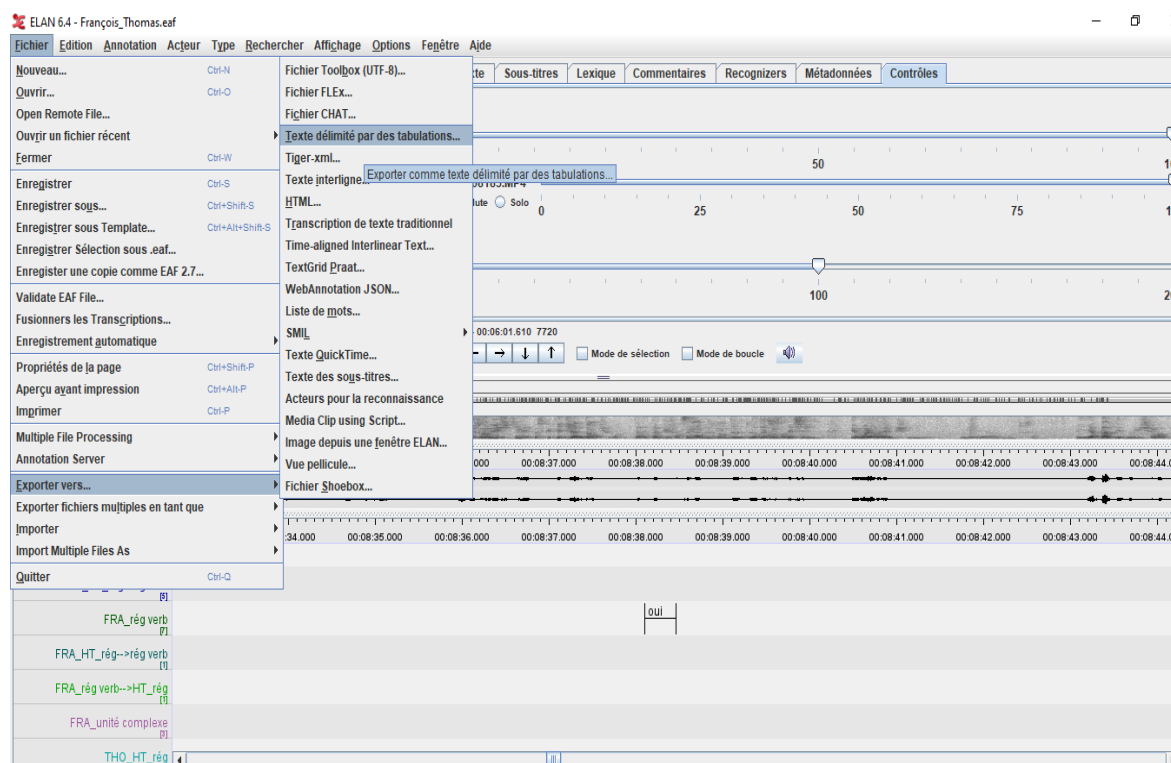 ELAN 6.4 - François_Thomas.eaf
Fichier Edition Annotation Acteur Type Rechercher Affichage Options Fenêtre Aide
Nouveau... Ctrl-N
Ouvrir... Ctrl-O
Open Remote File...
Ouvrir un fichier récent
Fermer Ctrl-W
Enregistrer Ctrl-S
Enregistrer sous... Ctrl+Shift-S
Enregistrer sous Template... Ctrl+Alt+Shift-S
Enregistrer Sélection sous .eaf...
Enregister une copie comme EAF 2.7...
Validate EAF File...
Fusionners les Transcriptions...
Enregistrement automatique
Propriétés de la page Ctrl+Shift-P
Aperçu avant impression Ctrl+Alt-P
Imprimer Ctrl-P
Multiple File Processing
Annotation Server
Exporter vers...
Exporter fichiers multiples en tant que
Importer
Import Multiple Files As
Quitter Ctrl-Q
Fichier Toolbox (UTF-8)...
Fichier FLEx...
Fichier CHAT...
Texte délimité par des tabulations...
Tiger-xml...
Exporter comme texte délimité par des tabulations...
Texte interligne...
HTML...
Transcription de texte traditionnel
Time-aligned Interlinear Text...
TextGrid Praat...
WebAnnotation JSON...
Liste de mots...
SMIL
Texte QuickTime...
Texte des sous-titres...
Acteurs pour la reconnaissance
Media Clip using Script...
Image depuis une fenêtre ELAN...
Vue pellicule...
Fichier Shoebox...
Sous-titres Lexique Commentaires Recognizers Métadonnées Contrôles
50
Solo
0 25 50 75
100
00:06:01.610 7720
Mode de sélection Mode de boucle
00:08:37.000 00:08:38.000 00:08:39.000 00:08:40.000 00:08:41.000 00:08:42.000 00:08:43.000 00:08:44.0
:34.000 00:08:35.000 00:08:36.000 00:08:37.000 00:08:38.000 00:08:39.000 00:08:40.000 00:08:41.000 00:08:42.000 00:08:43.000 00:08:44.0
[5]
FRA_rég verb oui
[7]
FRA_HT_rég-->rég verb
[1]
FRA_rég verb-->HT_rég
[1]
FRA_unité complexe
[3]
THO_HT_rég